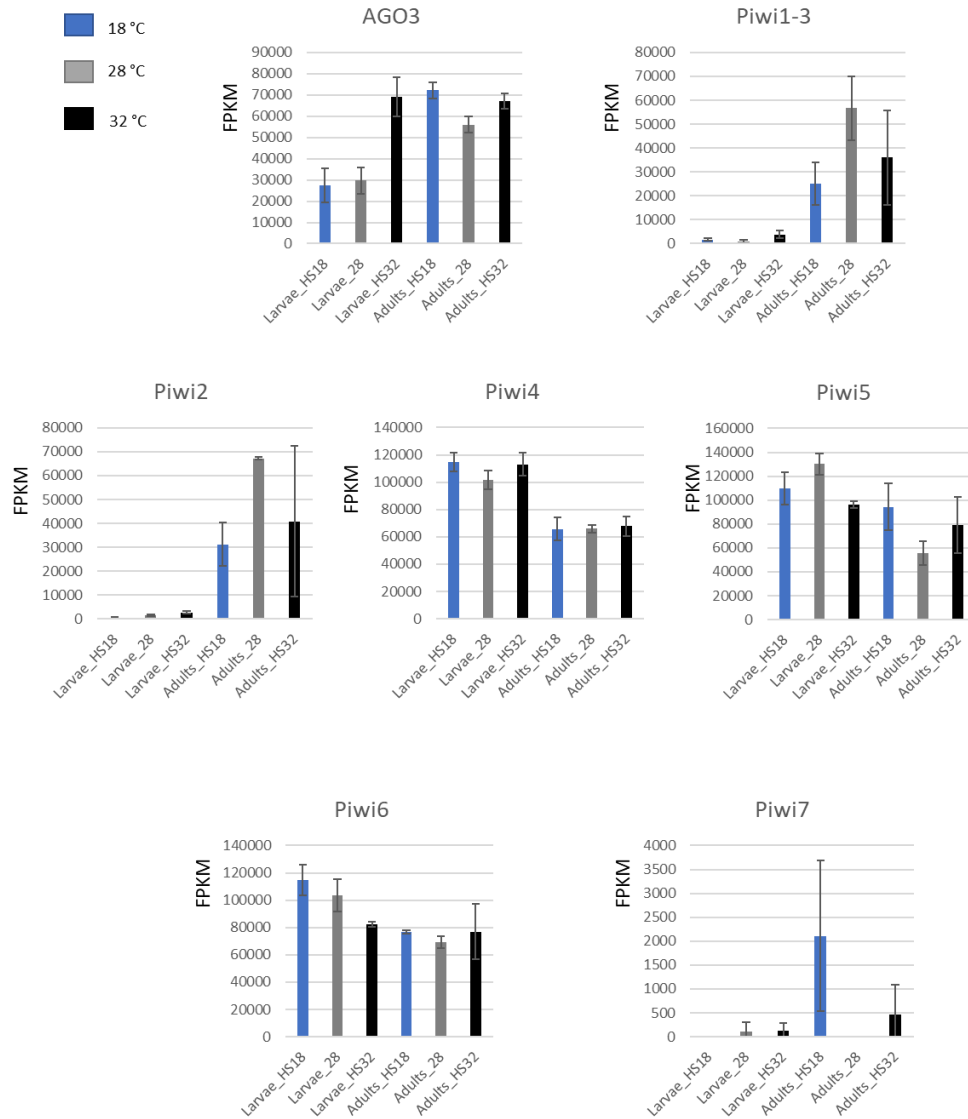 18 °C
28 °C
32 °C
AGO3
FPKM
90000
80000
70000
60000
50000
40000
30000
20000
10000
0
Larvae_HS18
Larvae_28
Larvae_HS32
Adults_HS18
Adults_28
Adults_HS32
Piwi1-3
FPKM
80000
70000
60000
50000
40000
30000
20000
10000
0
Larvae_HS18
Larvae_28
Larvae_HS32
Adults_HS18
Adults_28
Adults_HS32
Piwi2
FPKM
80000
70000
60000
50000
40000
30000
20000
10000
0
Larvae_HS18
Larvae_28
Larvae_HS32
Adults_HS18
Adults_28
Adults_HS32
Piwi4
FPKM
140000
120000
100000
80000
60000
40000
20000
0
Larvae_HS18
Larvae_28
Larvae_HS32
Adults_HS18
Adults_28
Adults_HS32
Piwi5
FPKM
160000
140000
120000
100000
80000
60000
40000
20000
0
Larvae_HS18
Larvae_28
Larvae_HS32
Adults_HS18
Adults_28
Adults_HS32
Piwi6
FPKM
140000
120000
100000
80000
60000
40000
20000
0
Larvae_HS18
Larvae_28
Larvae_HS32
Adults_HS18
Adults_28
Adults_HS32
Piwi7
FPKM
4000
3500
3000
2500
2000
1500
1000
500
0
Larvae_HS18
Larvae_28
Larvae_HS32
Adults_HS18
Adults_28
Adults_HS32